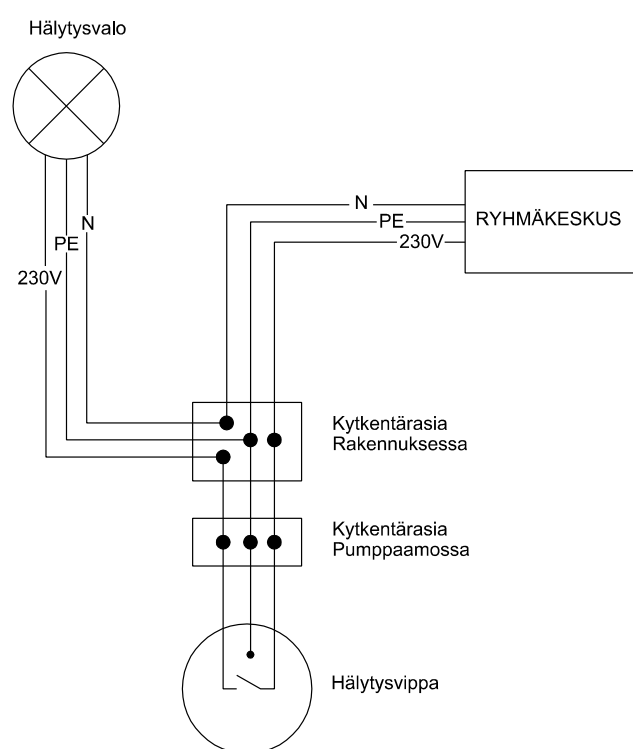 Hälytysvalo
N
PE
230V
N
PE
230V
RYHMÄKESKUS
Kytkentärasia
Rakennuksessa
Kytkentärasia
Pumppaamossa
Hälytysvippa